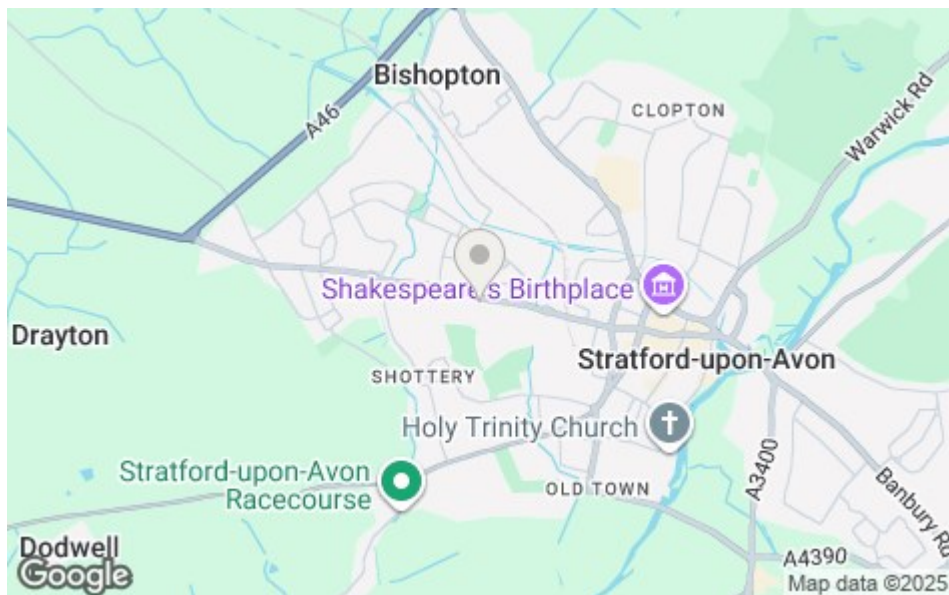 Bishopton
CLOPTON
A46
Warwick Rd
Shakespeare's Birthplace
Drayton
Stratford-upon-Avon
SHOTTERY
Holy Trinity Church
Stratford-upon-Avon
Racecourse
OLD TOWN
A3400
Banbury Rd
Dodwell
A4390
Google
Map data ©2025